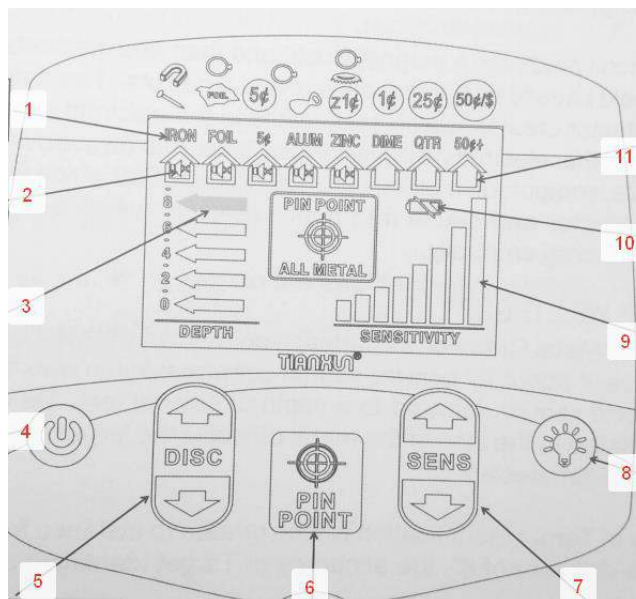 FOIL 5¢ z1¢ 1¢ 25¢ 50¢/$
1
IRON FOIL 5¢ ALUM ZINC DIME QTR 50¢+
11
2
8
PIN POINT
10
6
3
4
ALL METAL
2
9
0
DEPTH
SENSITIVITY
TIANXUN®
4
DISC
SENS
8
PIN
POINT
5
6
7